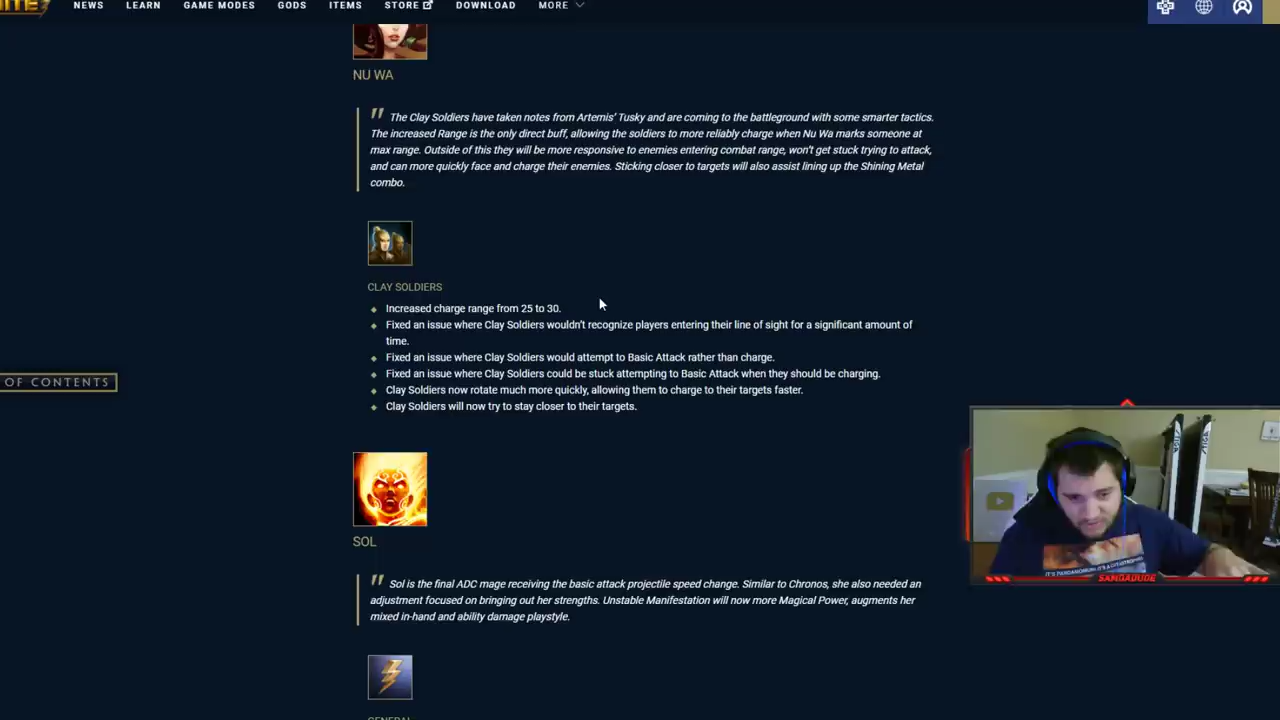 NEWS LEARN GAME MODES GODS ITEMS STORE DOWNLOAD MORE
NU WA
" The Clay Soldiers have taken notes from Artemis' Tusky and are coming to the battleground with some smarter tactics.
The increased Range is the only direct buff, allowing the soldiers to more reliably charge when Nu Wa marks someone at
max range. Outside of this they will be more responsive to enemies entering combat range, won't get stuck trying to attack,
and can more quickly face and charge their enemies. Sticking closer to targets will also assist lining up the Shining Metal
combo.
CLAY SOLDIERS
Increased charge range from 25 to 30.
Fixed an issue where Clay Soldiers wouldn't recognize players entering their line of sight for a significant amount of
time.
Fixed an issue where Clay Soldiers would attempt to Basic Attack rather than charge.
Fixed an issue where Clay Soldiers could be stuck attempting to Basic Attack when they should be charging.
OF CONTENTS
Clay Soldiers now rotate much more quickly, allowing them to charge to their targets faster.
Clay Soldiers will now try to stay closer to their targets.
SOL
" Sol is the final ADC mage receiving the basic attack projectile speed change. Similar to Chronos, she also needed an
adjustment focused on bringing out her strengths. Unstable Manifestation will now more Magical Power, augments her
mixed in-hand and ability damage playstyle.
SAMDADUDE
GENERAL